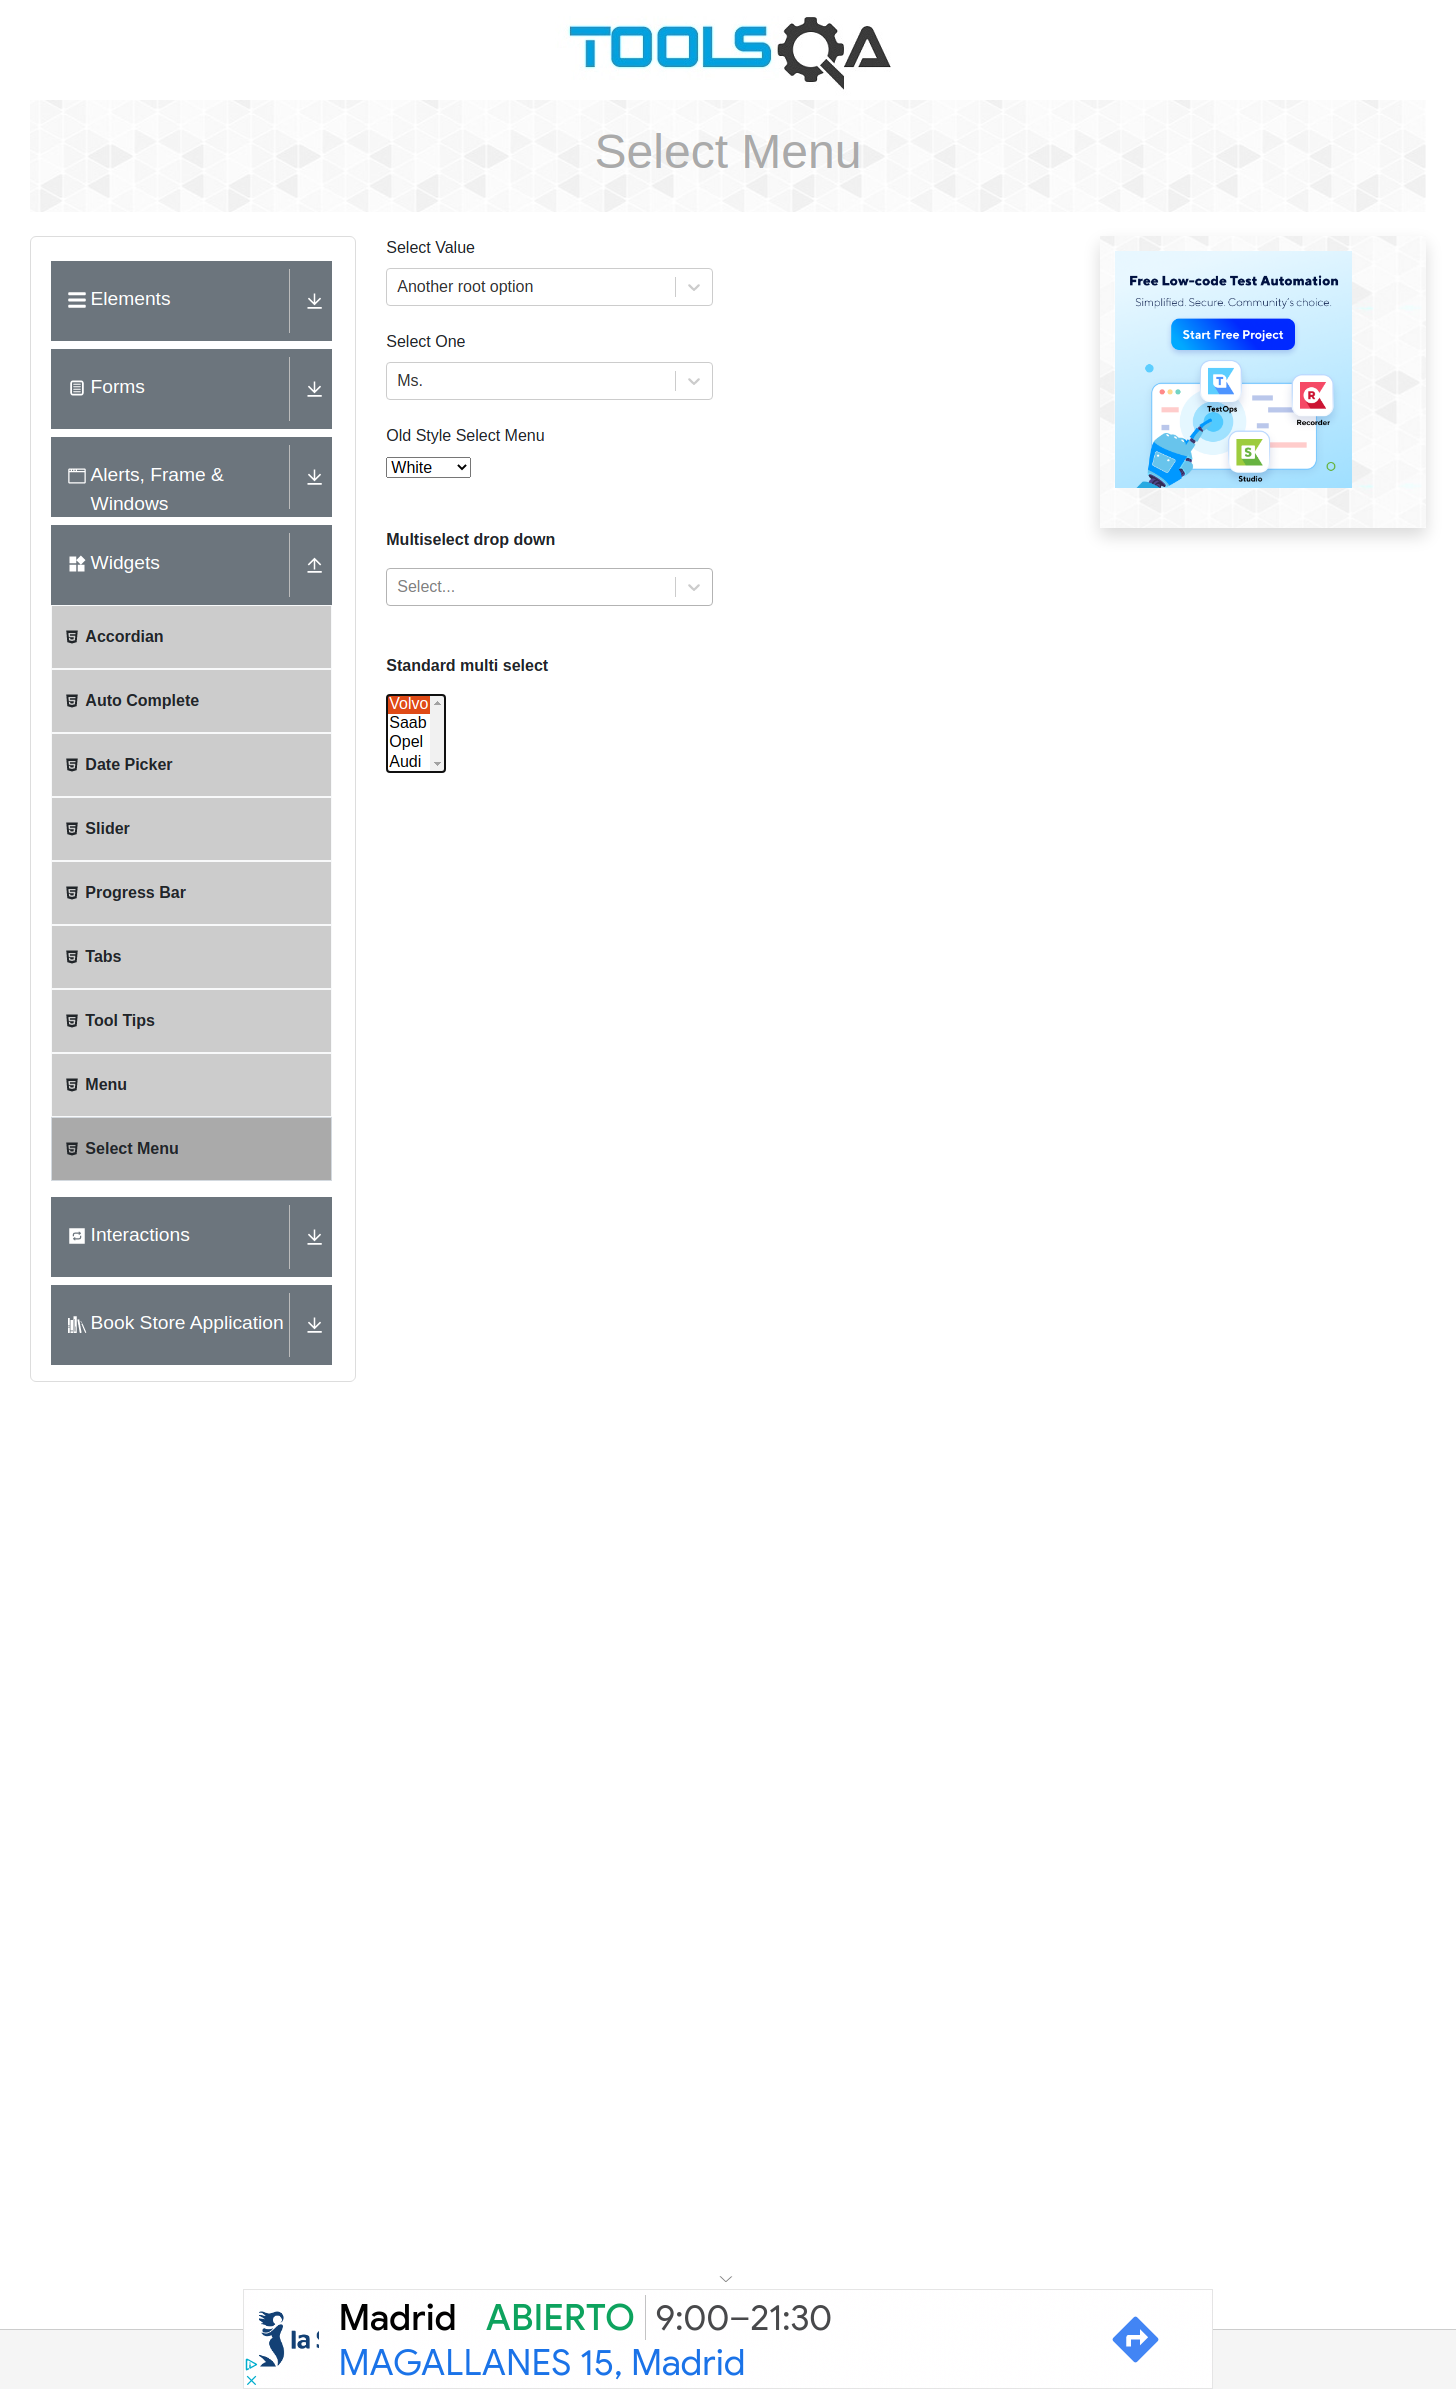 TOOLSQA
Select Menu
Elements
Forms
Alerts, Frame &
Windows
Widgets
Accordian
Auto Complete
Date Picker
Slider
Progress Bar
Tabs
Tool Tips
Menu
Select Menu
Interactions
Book Store Application
Select Value
Another root option
Select One
Ms.
Old Style Select Menu
White
Multiselect drop down
Select...
Standard multi select
Volvo
Saab
Opel
Audi
Free Low-code Test Automation
Simplified. Secure. Community's choice.
Start Free Project
T
TestOps
R
Recorder
S
Studio
la
Madrid ABIERTO 9:00–21:30
MAGALLANES 15, Madrid